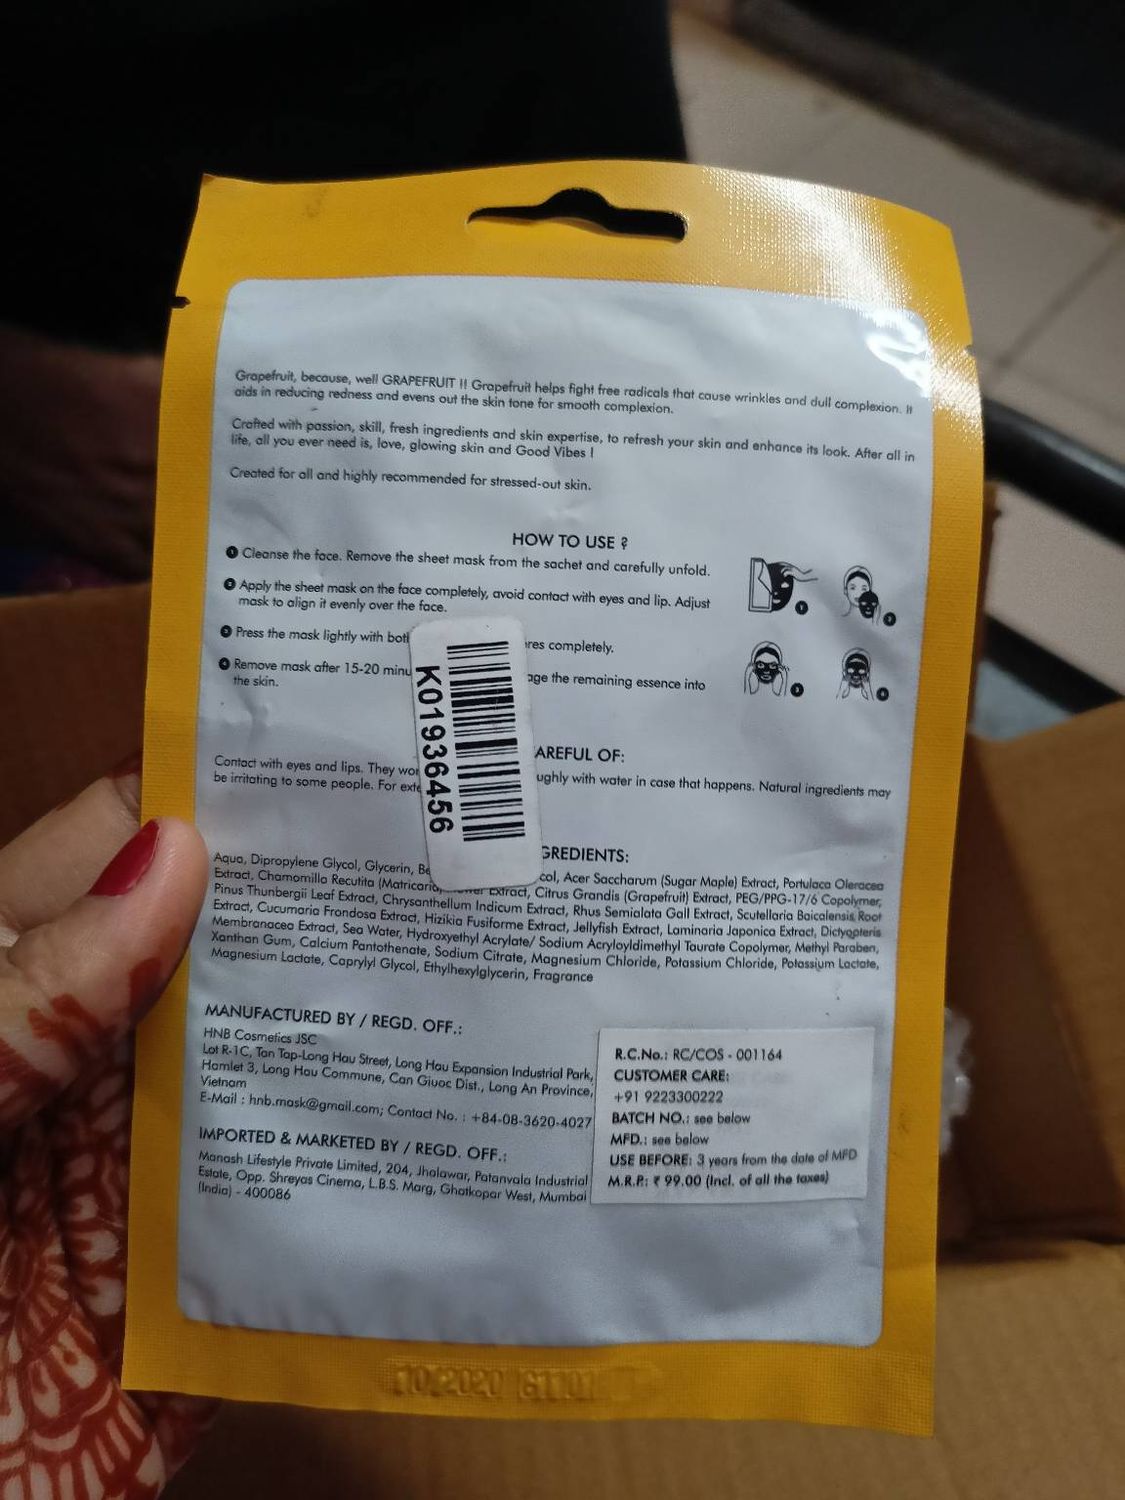 Grapefruit, because, well GRAPEFRUIT !! Grapefruit helps fight free radicals that cause wrinkles and dull complexion. It
aids in reducing redness and evens out the skin tone for smooth complexion.
Crafted with passion, skill, fresh ingredients and skin expertise, to refresh your skin and enhance its look. After all in
life, all you ever need is, love, glowing skin and Good Vibes !
Created for all and highly recommended for stressed-out skin.
HOW TO USE ?
1 Cleanse the face. Remove the sheet mask from the sachet and carefully unfold.
2 Apply the sheet mask on the face completely, avoid contact with eyes and lip. Adjust
mask to align it evenly over the face.
3 Press the mask lightly with both res completely.
4 Remove mask after 15-20 minu age the remaining essence into
the skin.
1 2
3 4
K01936456
AREFUL OF:
Contact with eyes and lips. They wo ughly with water in case that happens. Natural ingredients may
be irritating to some people. For exte
GREDIENTS:
Aqua, Dipropylene Glycol, Glycerin, Be col, Acer Saccharum (Sugar Maple) Extract, Portulaca Oleracea
Extract, Chamomilla Recutita (Matricaria) Flower Extract, Citrus Grandis (Grapefruit) Extract, PEG/PPG-17/6 Copolymer,
Pinus Thunbergii Leaf Extract, Chrysanthellum Indicum Extract, Rhus Semialata Gall Extract, Scutellaria Baicalensis Root
Extract, Cucumaria Frondosa Extract, Hizikia Fusiforme Extract, Jellyfish Extract, Laminaria Japonica Extract, Dictyopteris
Membranacea Extract, Sea Water, Hydroxyethyl Acrylate/ Sodium Acryloyldimethyl Taurate Copolymer, Methyl Paraben,
Xanthan Gum, Calcium Pantothenate, Sodium Citrate, Magnesium Chloride, Potassium Chloride, Potassium Lactate,
Magnesium Lactate, Caprylyl Glycol, Ethylhexylglycerin, Fragrance
MANUFACTURED BY / REGD. OFF.:
HNB Cosmetics JSC
Lot R-1C, Tan Tap-Long Hau Street, Long Hau Expansion Industrial Park,
Hamlet 3, Long Hau Commune, Can Giuoc Dist., Long An Province,
Vietnam
E-Mail : hnb.mask@gmail.com; Contact No. : +84-08-3620-4027
IMPORTED & MARKETED BY / REGD. OFF.:
Manash Lifestyle Private Limited, 204, Jhalawar, Patanvala Industrial
Estate, Opp. Shreyas Cinema, L.B.S. Marg, Ghatkopar West, Mumbai
(India) - 400086
R.C.No.: RC/COS - 001164
CUSTOMER CARE:
+91 9223300222
BATCH NO.: see below
MFD.: see below
USE BEFORE: 3 years from the date of MFD
M.R.P.: ₹ 99.00 (Incl. of all the taxes)
10/2020